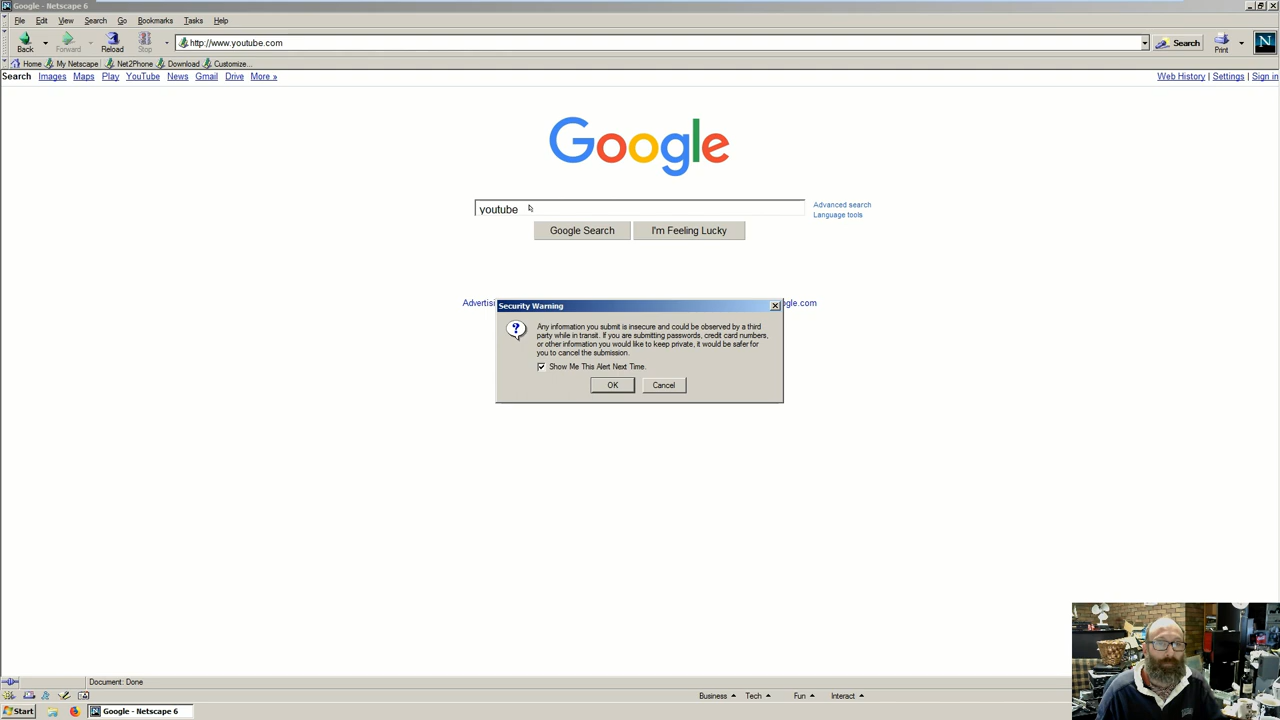 Google - Netscape 6
File Edit View Search Go Bookmarks Tasks Help
http://www.youtube.com
Search
N
Back Forward Reload Stop Print
Home My Netscape Net2Phone Download Customize...
Search Images Maps Play YouTube News Gmail Drive More »
Web History | Settings | Sign in
Google
youtube
Advanced search
Language tools
Google Search I'm Feeling Lucky
Advertisi
gle.com
Security Warning
Any information you submit is insecure and could be observed by a third
party while in transit. If you are submitting passwords, credit card numbers,
or other information you would like to keep private, it would be safer for
you to cancel the submission.
Show Me This Alert Next Time.
OK Cancel
Document: Done
Business Tech Fun Interact
Start Google - Netscape 6